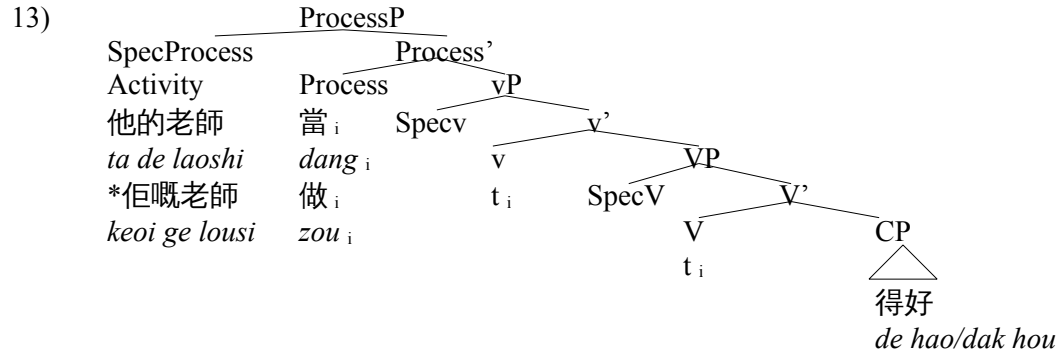 13) ProcessP
SpecProcess Process’
Activity Process vP
他的老師 當 i Specv v’
ta de laoshi dang i v VP
*佢嘅老師 做 i t i SpecV V’
keoi ge lousi zou i V CP
t i
得好
de hao/dak hou